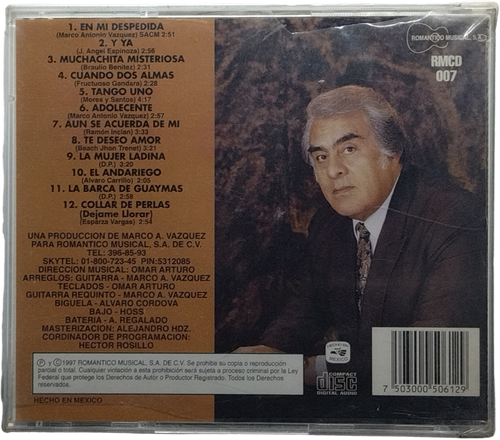 1. EN MI DESPEDIDA
(Marco Antonio Vazquez) SACM 2:51
2. Y YA
(J. Angel Espinoza) 2:56
3. MUCHACHITA MISTERIOSA
(Braulio Benitez) 2:31
4. CUANDO DOS ALMAS
(Fructuoso Gandara) 2:28
5. TANGO UNO
(Mores y Santos) 4:17
6. ADOLECENTE
(Marco Antonio Vazquez) 2:57
7. AUN SE ACUERDA DE MI
(Ramón Inclan) 3:33
8. TE DESEO AMOR
(Beach Jhon Trenet) 2:21
9. LA MUJER LADINA
(D.P.) 3:20
10. EL ANDARIEGO
(Alvaro Carrillo) 2:05
11. LA BARCA DE GUAYMAS
(D.P.) 2:58
12. COLLAR DE PERLAS
(Dejame Llorar)
(Esparza Vargas) 2:54
UNA PRODUCCION DE MARCO A. VAZQUEZ
PARA ROMANTICO MUSICAL, S.A. DE C.V.
TEL: 396-85-93
SKYTEL: 01-800-723-45 PIN:5312085
DIRECCION MUSICAL: OMAR ARTURO
ARREGLOS: GUITARRA - MARCO A. VAZQUEZ
TECLADOS - OMAR ARTURO
GUITARRA REQUINTO - MARCO A. VAZQUEZ
BIGUELA - ALVARO CORDOVA
BAJO - HOSS
BATERIA - A. REGALADO
MASTERIZACION: ALEJANDRO HDZ.
CORDINADOR DE PROGRAMACION:
HECTOR ROSILLO
ROMANTICO MUSICAL, S.A.
RMCD
007
℗ y © 1997 ROMANTICO MUSICAL, S.A. DE C.V. Se prohibe su copia o reproducción
parcial o total. Cualquier violación a esta prohibición será sujeta a proceso criminal por la Ley
Federal que protege los Derechos de Autor o Productor Registrado. Todos los Derechos
Reservados.
HECHO EN
MEXICO
COMPACT
disc
DIGITAL AUDIO
7 503000 506129
HECHO EN MEXICO